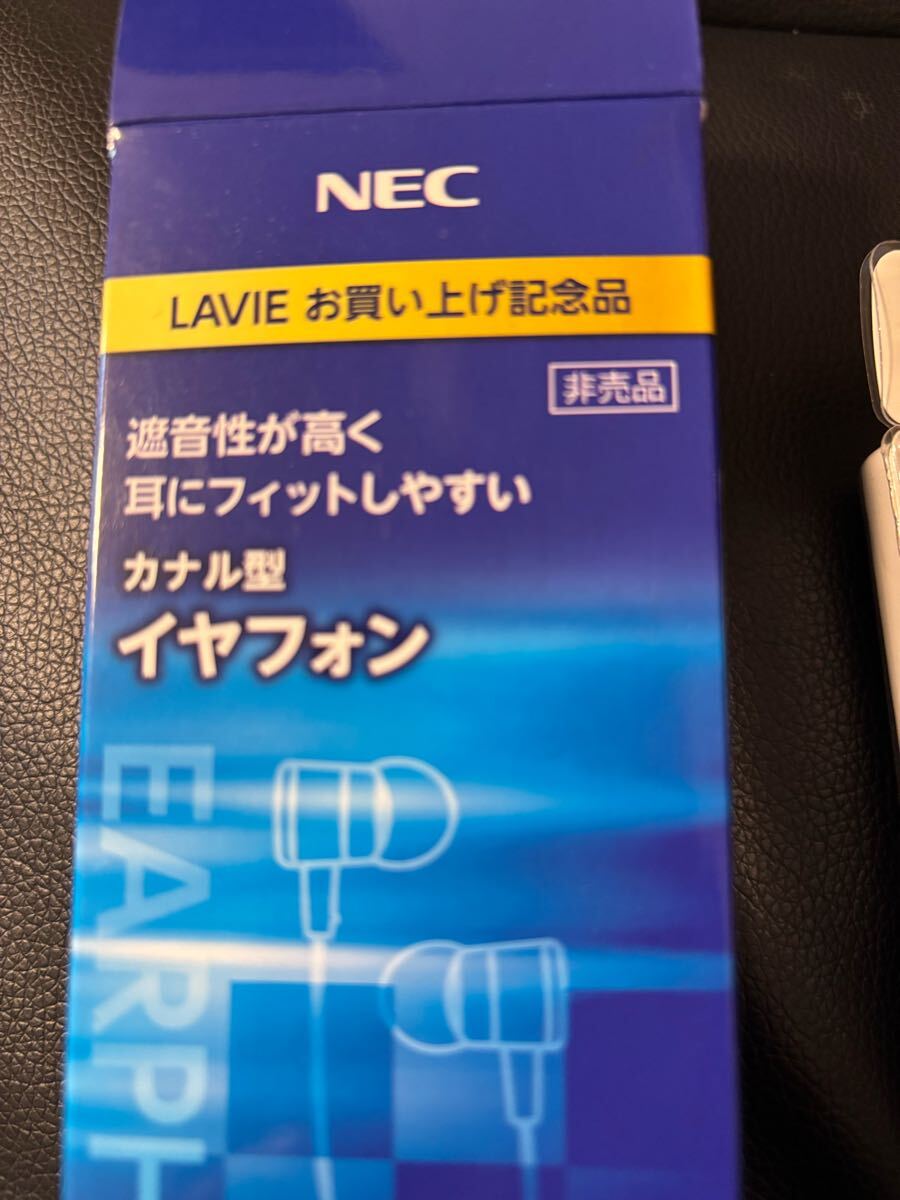 NEC
LAVIE お買い上げ記念品
非売品
遮音性が高く
耳にフィットしやすい
カナル型
イヤフォン
EARPH